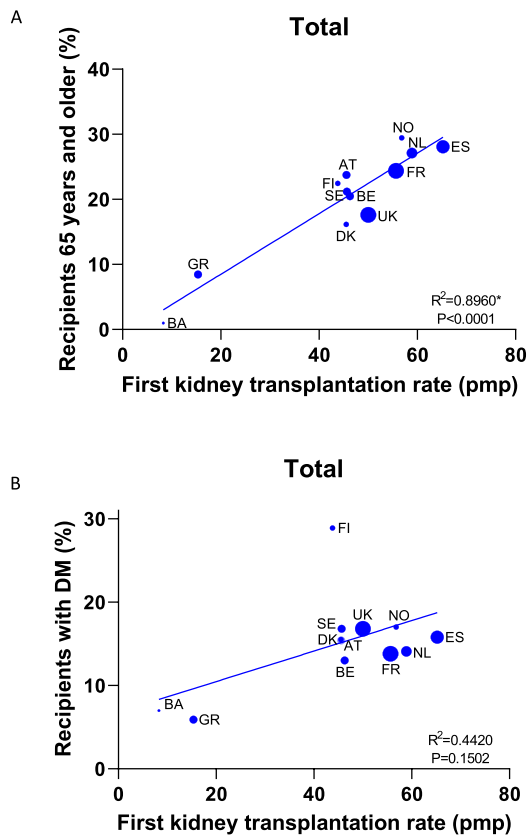 A
Total
Recipients 65 years and older (%)
40
30
20
10
0
NO
NL
ES
AT
FR
FI
SE
BE
UK
DK
GR
BA
R²=0.8960*
P<0.0001
0 20 40 60 80
First kidney transplantation rate (pmp)
B
Total
Recipients with DM (%)
30
20
10
0
FI
SE
UK
NO
DK
AT
ES
NL
BE
FR
BA
GR
R²=0.4420
P=0.1502
0 20 40 60 80
First kidney transplantation rate (pmp)